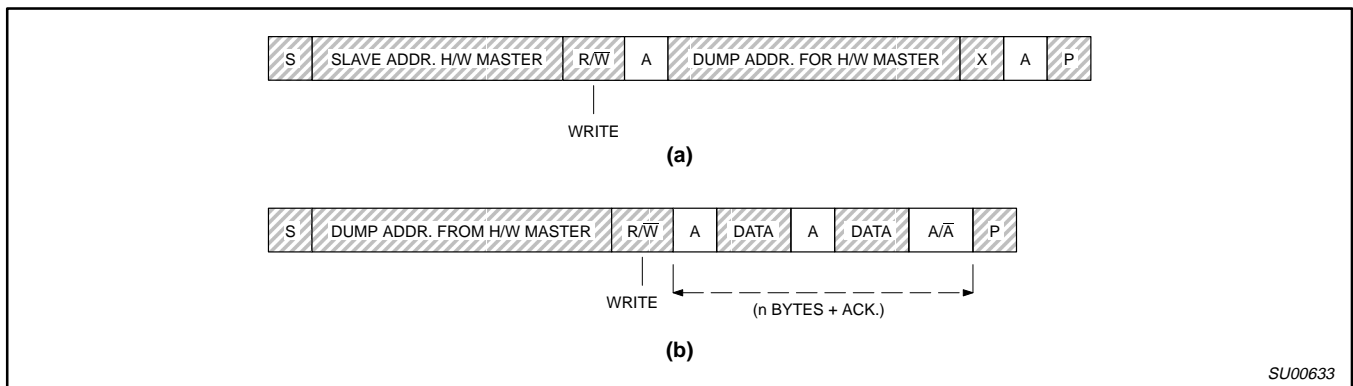 S SLAVE ADDR. H/W MASTER R/W̅ A DUMP ADDR. FOR H/W MASTER X A P
WRITE
(a)
S DUMP ADDR. FROM H/W MASTER R/W̅ A DATA A DATA A/A̅ P
WRITE
(n BYTES + ACK.)
(b)
SU00633